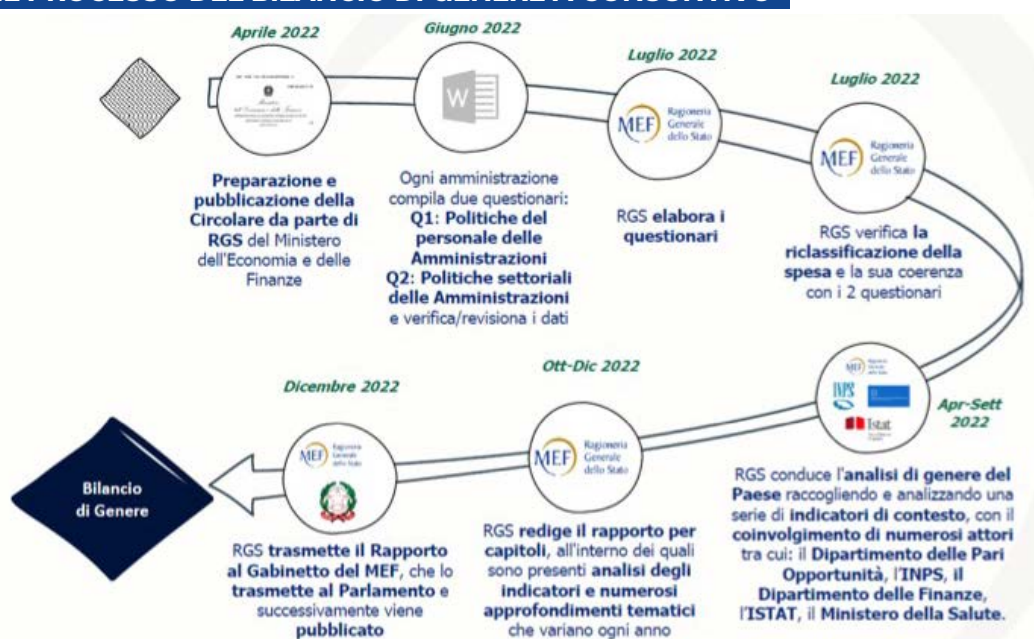 Aprile 2022
Preparazione e
pubblicazione della
Circolare da parte di
RGS del Ministero
dell'Economia e delle
Finanze
Giugno 2022
W
Ogni amministrazione
compila due questionari:
Q1: Politiche del
personale delle
Amministrazioni
Q2: Politiche settoriali
delle Amministrazioni
e verifica/revisiona i dati
Luglio 2022
MEF
Ragioneria
Generale
dello Stato
RGS elabora i
questionari
Luglio 2022
MEF
Ragioneria
Generale
dello Stato
RGS verifica la
riclassificazione della
spesa e la sua coerenza
con i 2 questionari
Apr-Sett
2022
MEF
INPS
Istat
RGS conduce l'analisi di genere del
Paese raccogliendo e analizzando una
serie di indicatori di contesto, con il
coinvolgimento di numerosi attori
tra cui: il Dipartimento delle Pari
Opportunità, l'INPS, il
Dipartimento delle Finanze,
l'ISTAT, il Ministero della Salute.
Ott-Dic 2022
MEF
Ragioneria
Generale
dello Stato
RGS redige il rapporto per
capitoli, all'interno dei quali
sono presenti analisi degli
indicatori e numerosi
approfondimenti tematici
che variano ogni anno
Dicembre 2022
MEF
Ragioneria
Generale
dello Stato
RGS trasmette il Rapporto
al Gabinetto del MEF, che lo
trasmette al Parlamento e
successivamente viene
pubblicato
Bilancio
di Genere